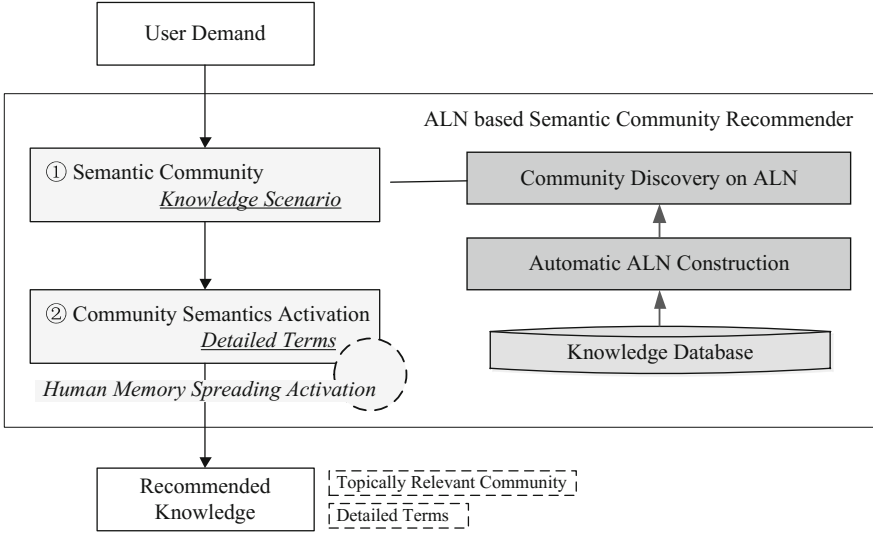 User Demand
ALN based Semantic Community Recommender
① Semantic Community
Knowledge Scenario
Community Discovery on ALN
Automatic ALN Construction
② Community Semantics Activation
Detailed Terms
Knowledge Database
Human Memory Spreading Activation
Recommended
Knowledge
Topically Relevant Community
Detailed Terms